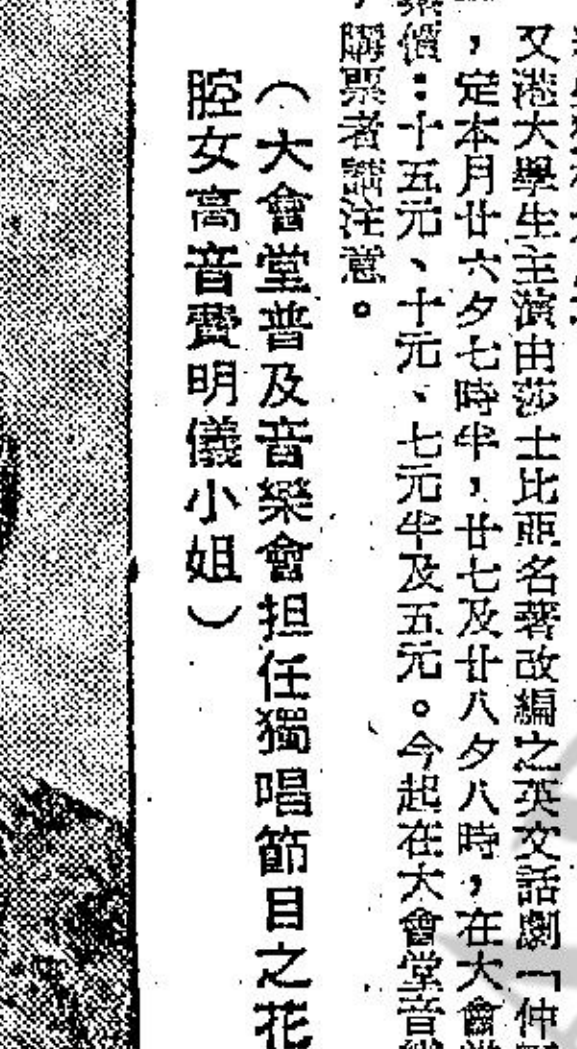 又港大學生主演由莎士比亞名著改編之英文話劇「仲
,定本月廿六夕七時半,廿七及廿八夕八時,在大會堂
票價:十五元、十元、七元半及五元。今起在大會堂音樂
購票者請注意。
(大會堂普及音樂會担任獨唱節目之花
腔女高音費明儀小姐)